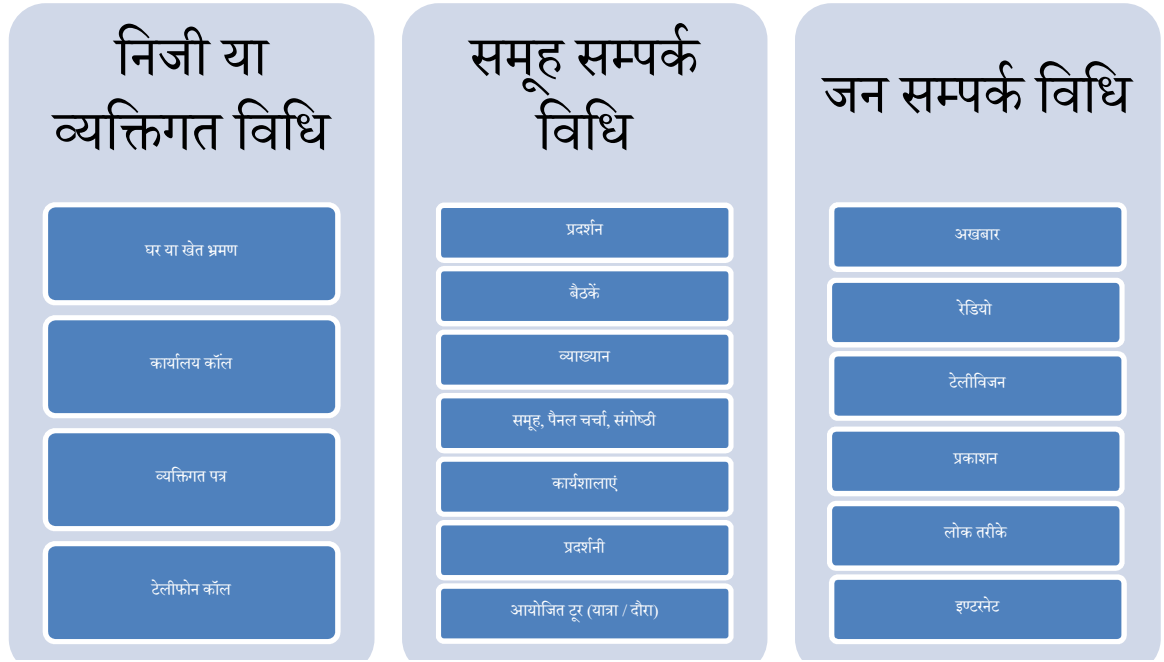 निजी या
व्यक्तिगत विधि
घर या खेत भ्रमण
कार्यालय कॉल
व्यक्तिगत पत्र
टेलीफोन कॉल
समूह सम्पर्क
विधि
प्रदर्शन
बैठकें
व्याख्यान
समूह, पैनल चर्चा, संगोष्ठी
कार्यशालाएं
प्रदर्शनी
आयोजित टूर (यात्रा / दौरा)
जन सम्पर्क विधि
अखबार
रेडियो
टेलीविजन
प्रकाशन
लोक तरीके
इण्टरनेट